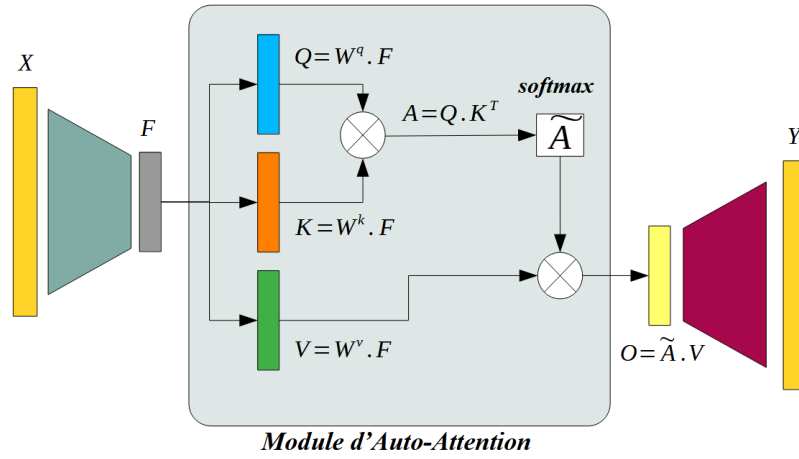 X
F
Q=W^q.F
softmax
A=Q.K^T
Ã
Y
K=W^k.F
V=W^v.F
O=Ã.V
Module d'Auto-Attention